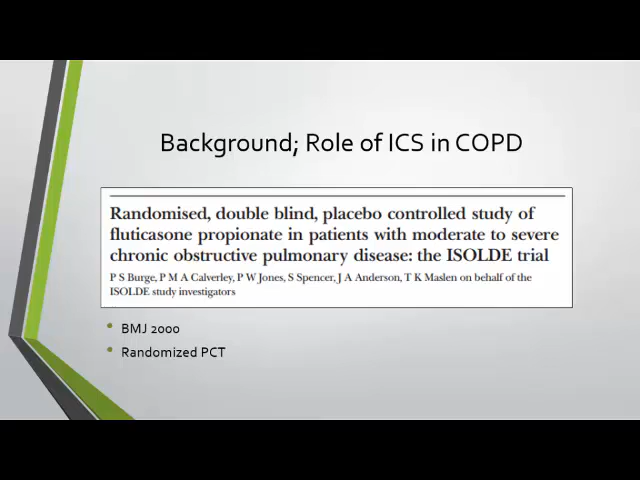 Background; Role of ICS in COPD
Randomised, double blind, placebo controlled study of
fluticasone propionate in patients with moderate to severe
chronic obstructive pulmonary disease: the ISOLDE trial
P S Burge, P M A Calverley, P W Jones, S Spencer, J A Anderson, T K Maslen on behalf of the
ISOLDE study investigators
• BMJ 2000
• Randomized PCT